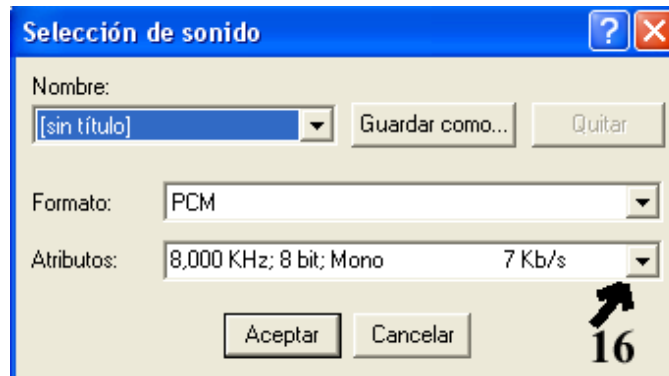 Selección de sonido
Nombre:
[sin título] Guardar como... Quitar
Formato: PCM
Atributos: 8,000 KHz; 8 bit; Mono 7 Kb/s
Aceptar Cancelar
16